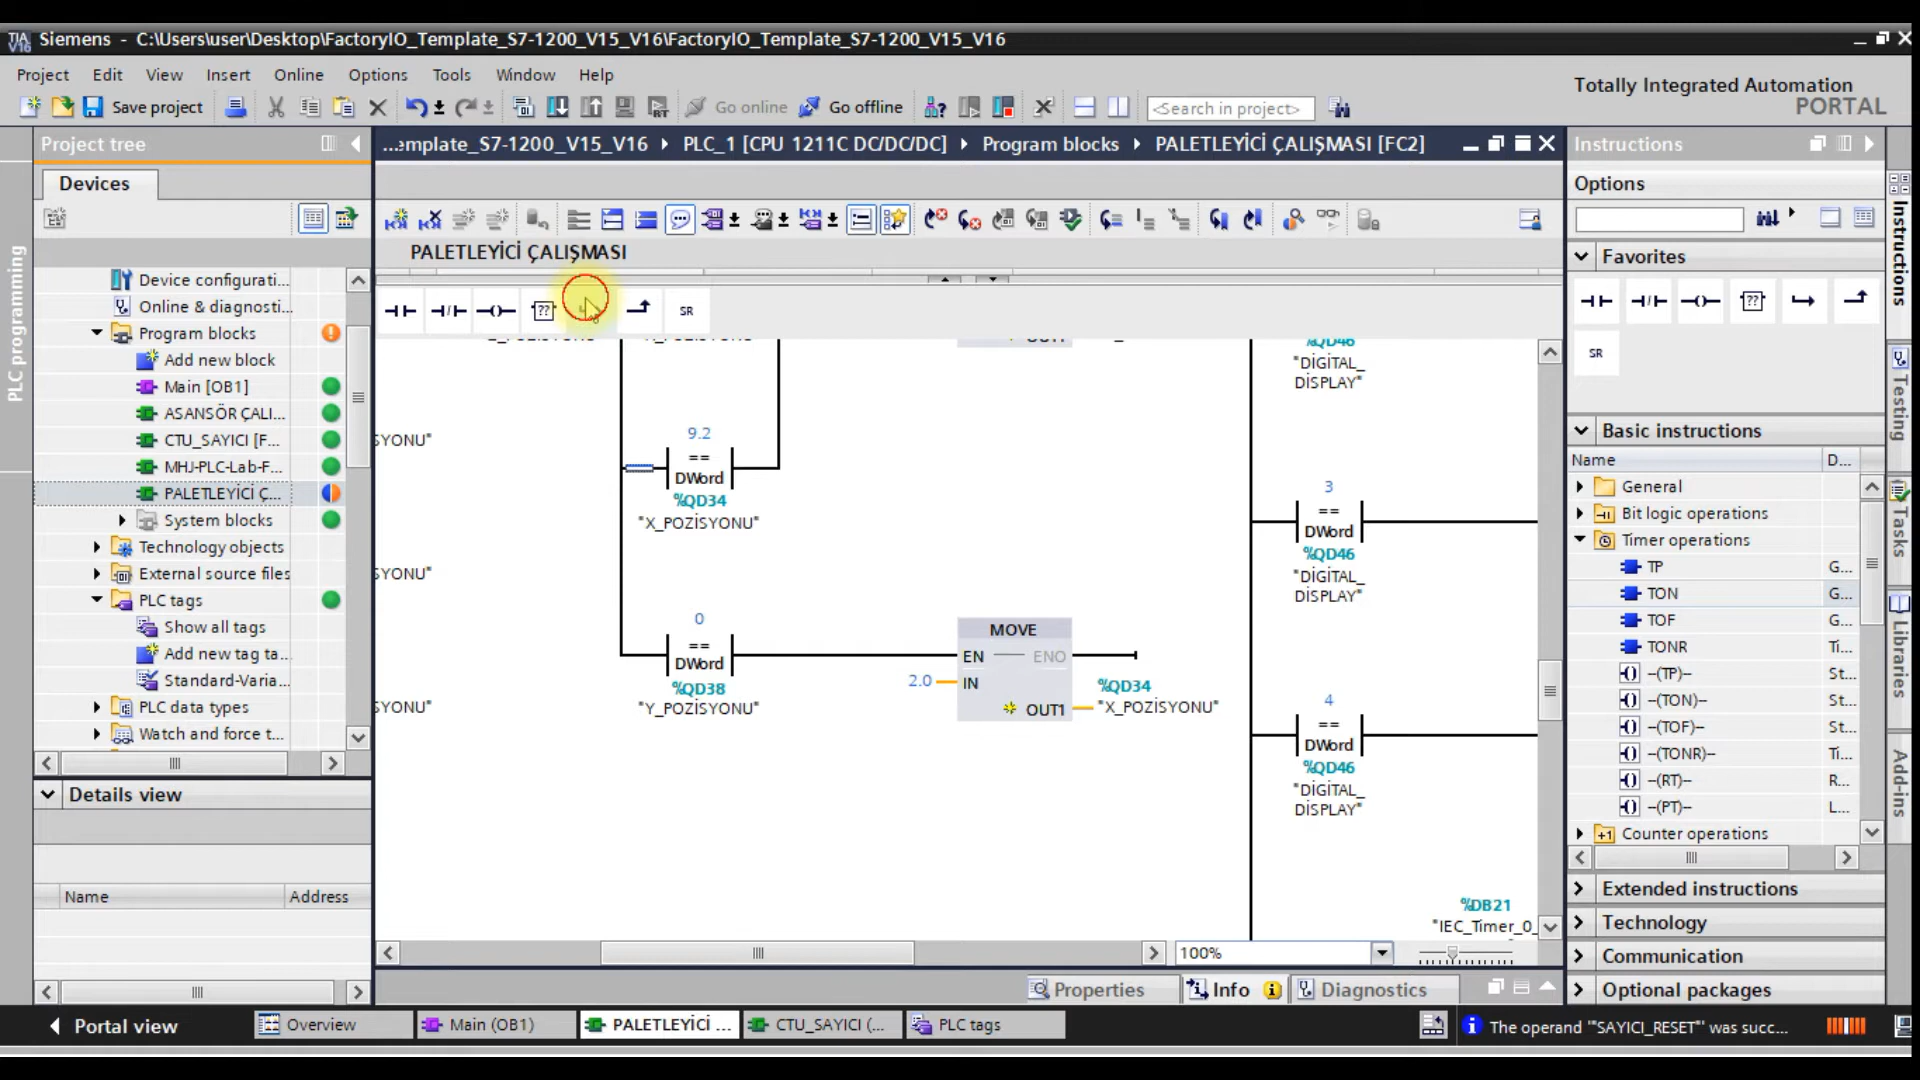 Siemens - C:\Users\user\Desktop\FactoryIO_Template_S7-1200_V15_V16\FactoryIO_Template_S7-1200_V15_V16
Project Edit View Insert Online Options Tools Window Help
Totally Integrated Automation
PORTAL
Save project
Go online
Go offline
<Search in project>
Project tree
...emplate_S7-1200_V15_V16 PLC_1 [CPU 1211C DC/DC/DC] Program blocks PALETLEYİCİ ÇALIŞMASI [FC2]
Instructions
Devices
Options
PLC programming
PALETLEYİCİ ÇALIŞMASI
Favorites
SR
SR
Device configurati...
Online & diagnosti...
Program blocks
Add new block
Main [OB1]
ASANSÖR ÇALI...
CTU_SAYICI [F...
MHJ-PLC-Lab-F...
PALETLEYİCİ Ç...
System blocks
Technology objects
External source files
PLC tags
Show all tags
Add new tag ta...
Standard-Varia...
PLC data types
Watch and force t...
Details view
Name Address
SYONU"
SYONU"
SYONU"
9.2
==
DWord
%QD34
"X_POZİSYONU"
0
==
DWord
%QD38
"Y_POZİSYONU"
MOVE
EN ENO
2.0 IN
OUT1
%QD34
"X_POZİSYONU"
%QD46
"DİGİTAL_
DİSPLAY"
3
==
DWord
%QD46
"DİGİTAL_
DİSPLAY"
4
==
DWord
%QD46
"DİGİTAL_
DİSPLAY"
%DB21
"IEC_Timer_0_
100%
Basic instructions
Name D...
General
Bit logic operations
Timer operations
TP G...
TON G...
TOF G...
TONR Tİ...
-(TP)- St...
-(TON)- St...
-(TOF)- St...
-(TONR)- Tİ...
-(RT)- R...
-(PT)- L...
Counter operations
Extended instructions
Technology
Communication
Optional packages
Instructions
Testing
Tasks
Libraries
Add-ins
Properties
Info
Diagnostics
Portal view
Overview
Main (OB1)
PALETLEYİCİ ...
CTU_SAYICI (...
PLC tags
The operand '"SAYICI_RESET"' was succ...